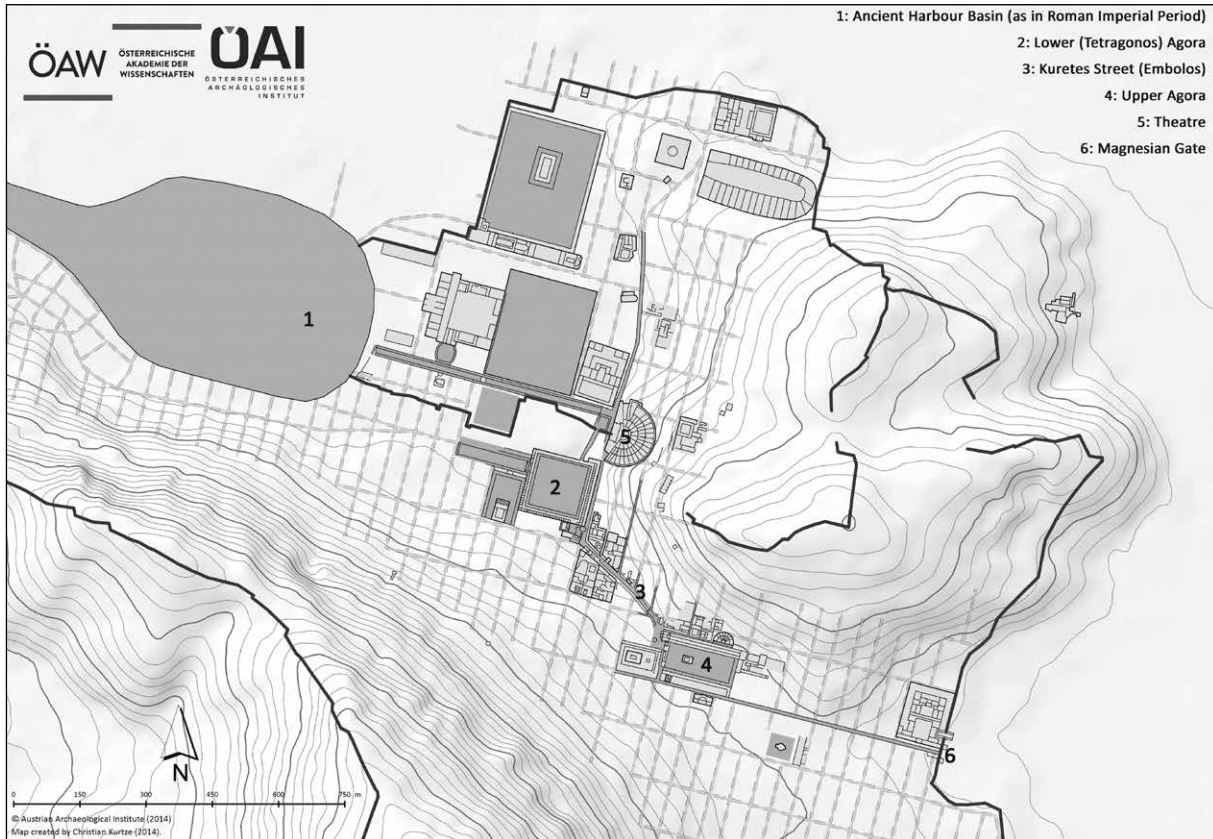 ÖAW
ÖSTERREICHISCHE
AKADEMIE DER
WISSENSCHAFTEN
ÖAI
ÖSTERREICHISCHES
ARCHÄOLOGISCHES
INSTITUT
1: Ancient Harbour Basin (as in Roman Imperial Period)
2: Lower (Tetragonos) Agora
3: Kuretes Street (Embolos)
4: Upper Agora
5: Theatre
6: Magnesian Gate
1
5
2
3
4
6
N
0 150 300 450 600 750 m
© Austrian Archaeological Institute (2014)
Map created by Christian Kurtze (2014).